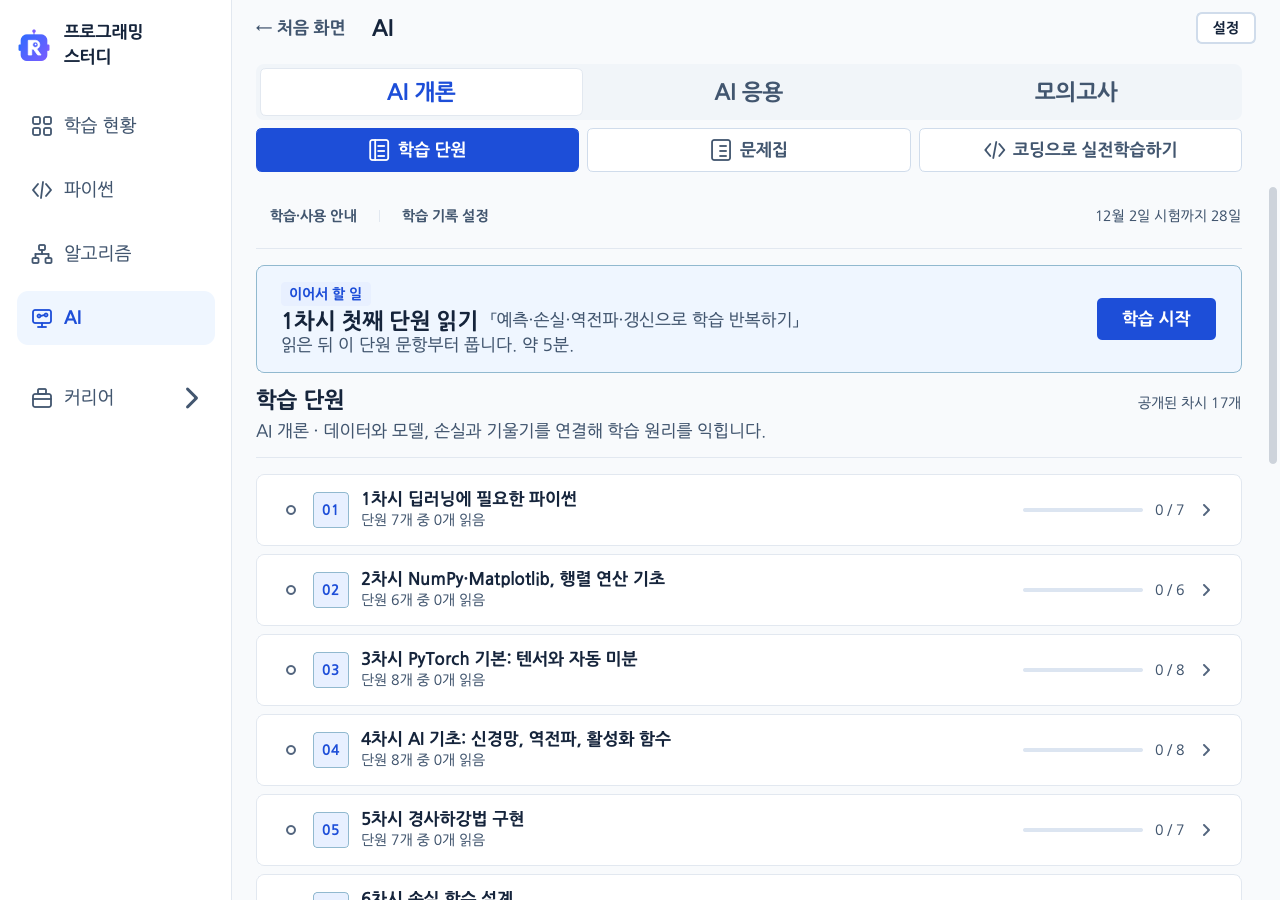 프로그래밍
스터디
학습 현황
파이썬
알고리즘
AI
커리어
← 처음 화면
AI
설정
AI 개론
AI 응용
모의고사
학습 단원
문제집
코딩으로 실전학습하기
학습·사용 안내
학습 기록 설정
12월 2일 시험까지 28일
이어서 할 일
1차시 첫째 단원 읽기 「예측·손실·역전파·갱신으로 학습 반복하기」
읽은 뒤 이 단원 문항부터 풉니다. 약 5분.
학습 시작
학습 단원
공개된 차시 17개
AI 개론 · 데이터와 모델, 손실과 기울기를 연결해 학습 원리를 익힙니다.
01
1차시 딥러닝에 필요한 파이썬
단원 7개 중 0개 읽음
0 / 7
02
2차시 NumPy·Matplotlib, 행렬 연산 기초
단원 6개 중 0개 읽음
0 / 6
03
3차시 PyTorch 기본: 텐서와 자동 미분
단원 8개 중 0개 읽음
0 / 8
04
4차시 AI 기초: 신경망, 역전파, 활성화 함수
단원 8개 중 0개 읽음
0 / 8
05
5차시 경사하강법 구현
단원 7개 중 0개 읽음
0 / 7
6차시 손실 학습 설계